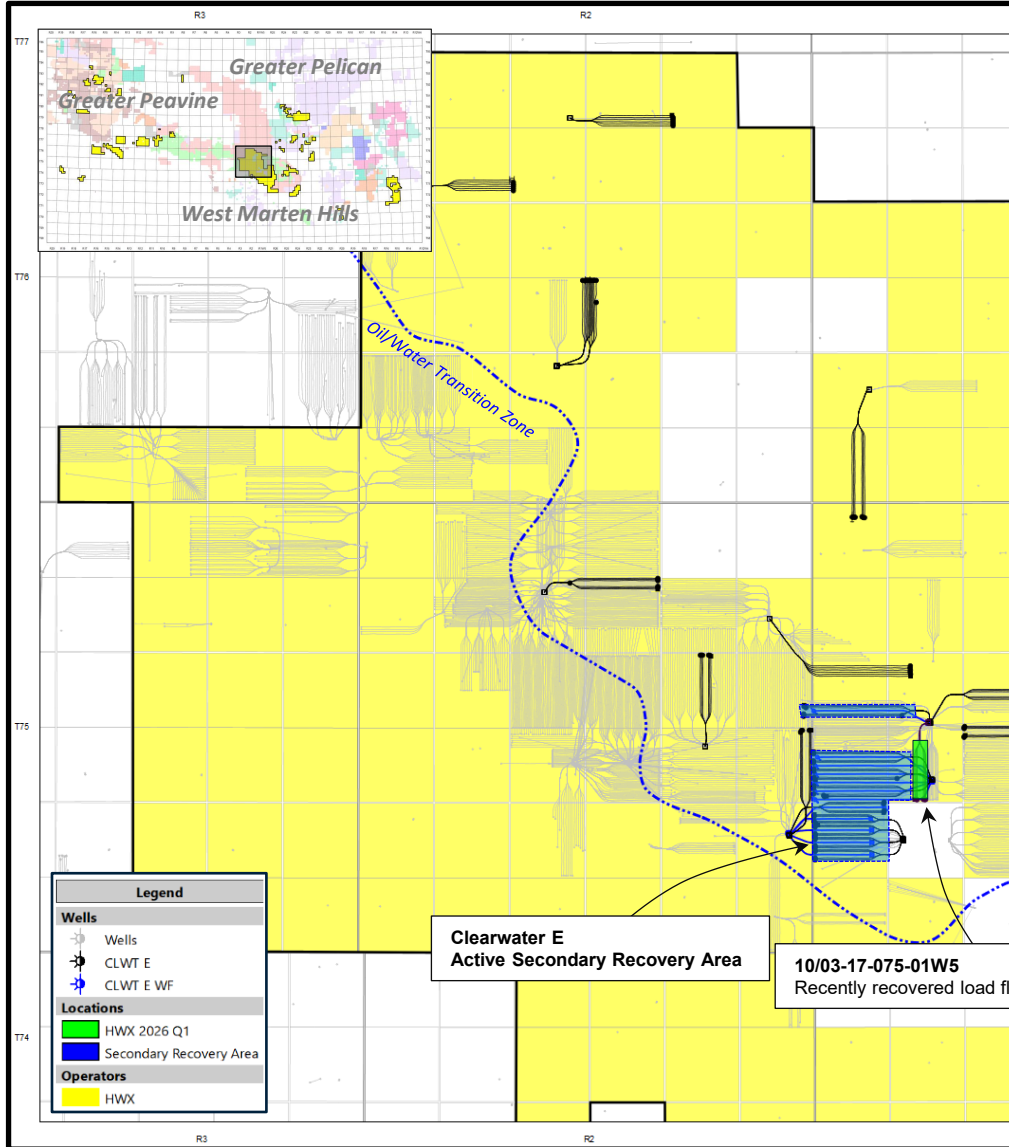 R3
R2
T77
Greater Pelican
Greater Peavine
West Marten Hills
T76
Oil/Water Transition Zone
T75
Clearwater E
Active Secondary Recovery Area
10/03-17-075-01W5
Recently recovered load fl
Legend
Wells
Wells
CLWT E
CLWT E WF
Locations
HWX 2026 Q1
Secondary Recovery Area
Operators
HWX
T74
R3
R2